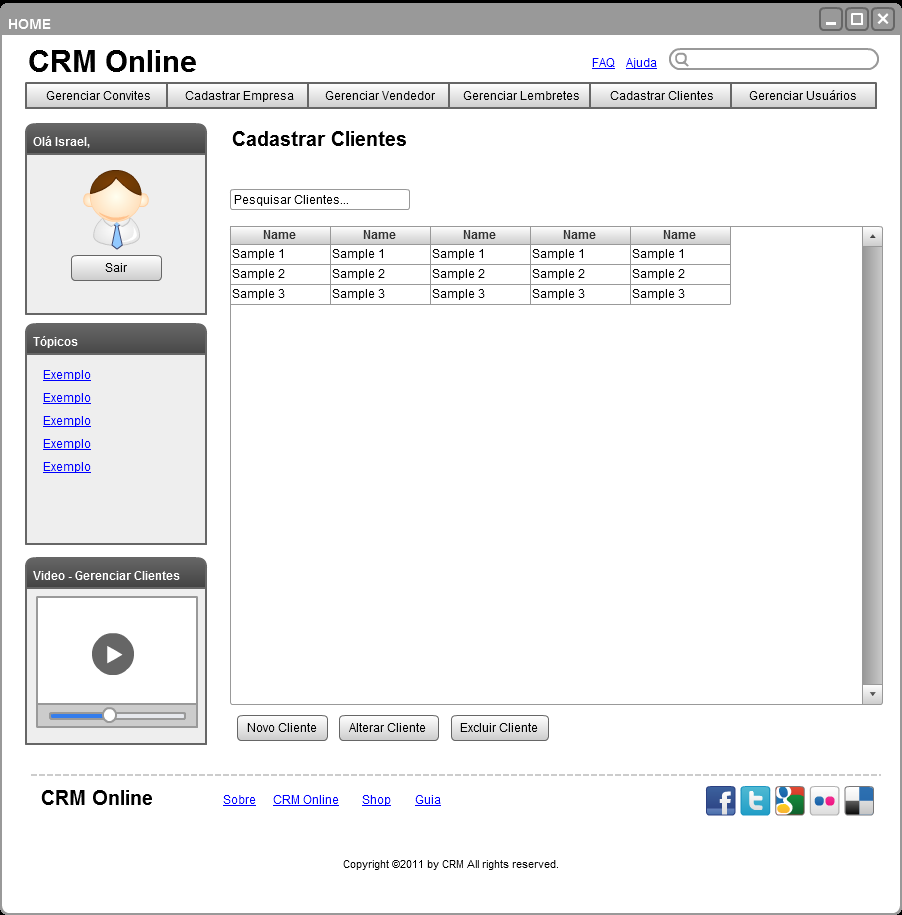 HOME
CRM Online
FAQ Ajuda
Gerenciar Convites Cadastrar Empresa Gerenciar Vendedor Gerenciar Lembretes Cadastrar Clientes Gerenciar Usuários
Olá Israel,
Sair
Tópicos
Exemplo
Exemplo
Exemplo
Exemplo
Exemplo
Video - Gerenciar Clientes
Cadastrar Clientes
Pesquisar Clientes...
Name Name Name Name Name
Sample 1 Sample 1 Sample 1 Sample 1 Sample 1
Sample 2 Sample 2 Sample 2 Sample 2 Sample 2
Sample 3 Sample 3 Sample 3 Sample 3 Sample 3
Novo Cliente Alterar Cliente Excluir Cliente
CRM Online Sobre CRM Online Shop Guia
f t g
Copyright ©2011 by CRM All rights reserved.